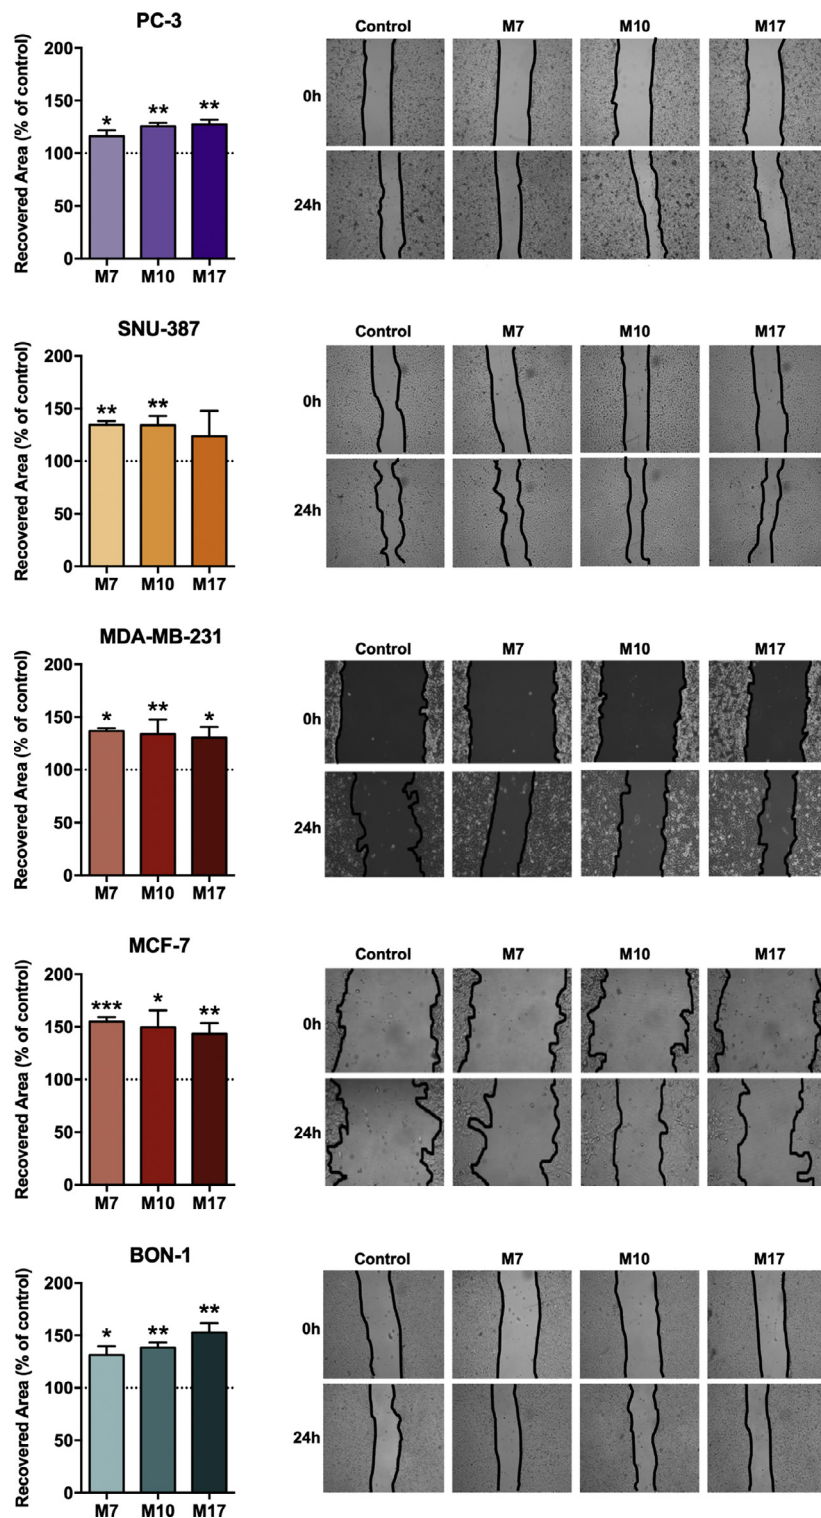 PC-3
Recovered Area (% of control)
200
150
100
50
0
* ** **
M7 M10 M17
Control M7 M10 M17
0h
24h
SNU-387
Recovered Area (% of control)
200
150
100
50
0
** **
M7 M10 M17
Control M7 M10 M17
0h
24h
MDA-MB-231
Recovered Area (% of control)
200
150
100
50
0
* ** *
M7 M10 M17
Control M7 M10 M17
0h
24h
MCF-7
Recovered Area (% of control)
200
150
100
50
0
*** * **
M7 M10 M17
Control M7 M10 M17
0h
24h
BON-1
Recovered Area (% of control)
200
150
100
50
0
* ** **
M7 M10 M17
Control M7 M10 M17
0h
24h